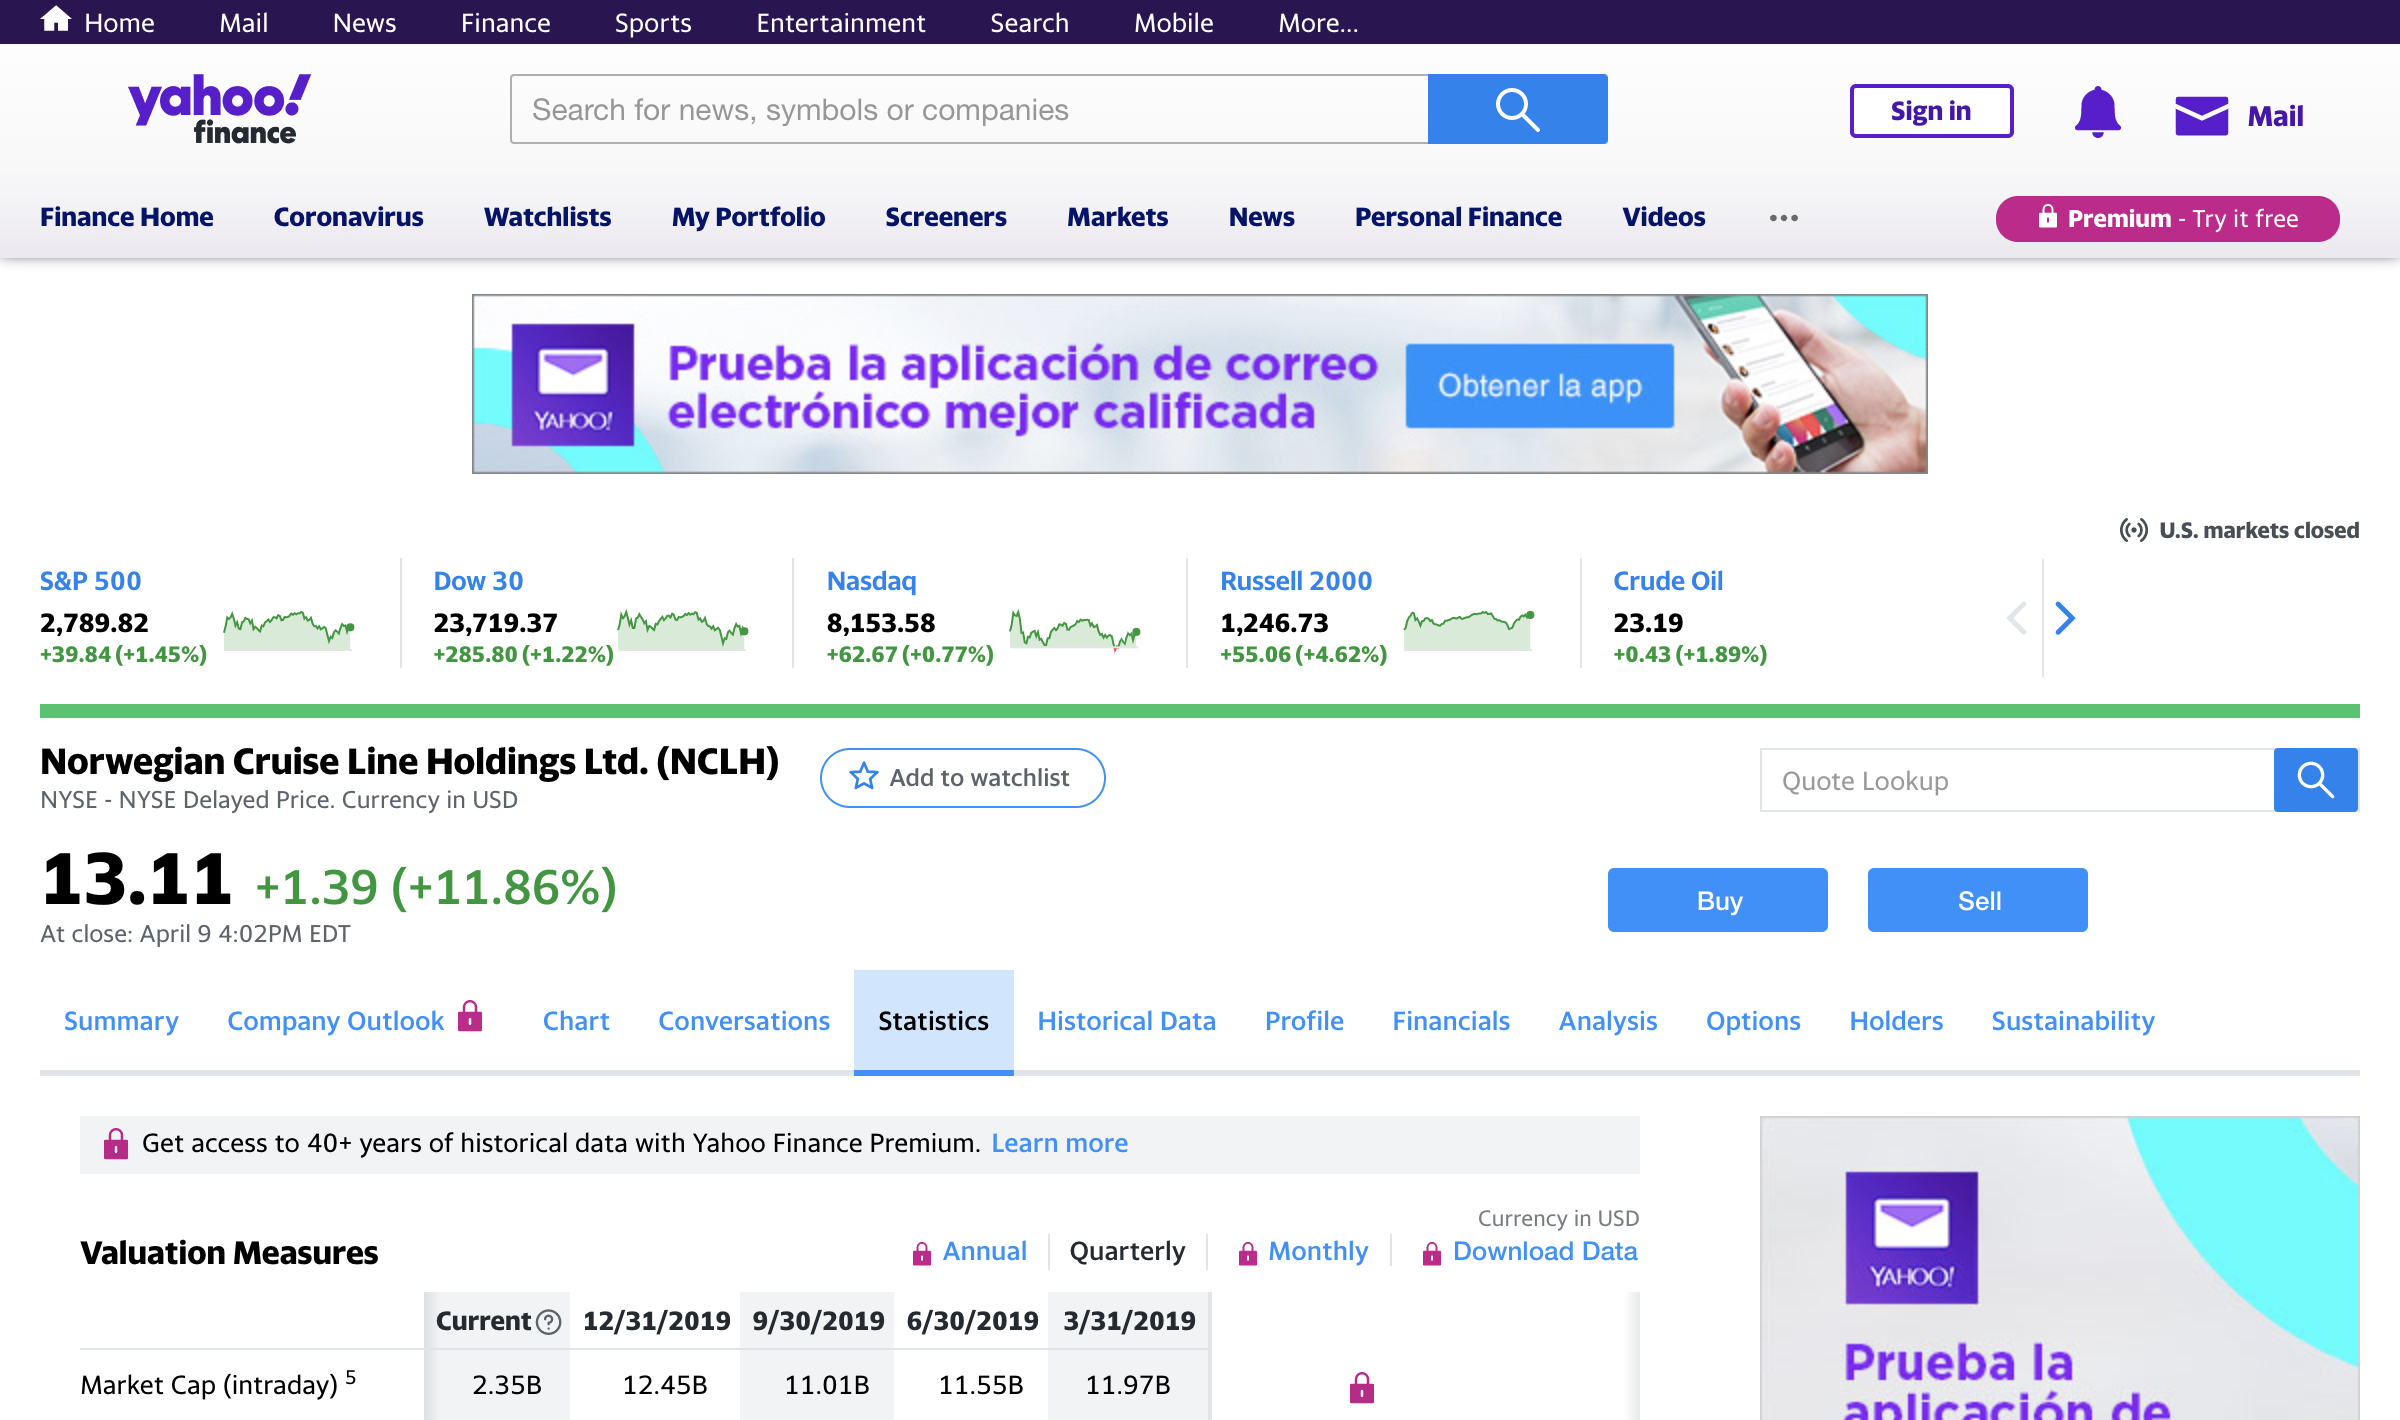 Home Mail News Finance Sports Entertainment Search Mobile More...
yahoo!
finance
Search for news, symbols or companies
Sign in
Mail
Finance Home Coronavirus Watchlists My Portfolio Screeners Markets News Personal Finance Videos
Premium - Try it free
YAHOO!
Prueba la aplicación de correo
electrónico mejor calificada
Obtener la app
U.S. markets closed
S&P 500
2,789.82
+39.84 (+1.45%)
Dow 30
23,719.37
+285.80 (+1.22%)
Nasdaq
8,153.58
+62.67 (+0.77%)
Russell 2000
1,246.73
+55.06 (+4.62%)
Crude Oil
23.19
+0.43 (+1.89%)
Norwegian Cruise Line Holdings Ltd. (NCLH)
NYSE - NYSE Delayed Price. Currency in USD
Add to watchlist
Quote Lookup
13.11 +1.39 (+11.86%)
At close: April 9 4:02PM EDT
Buy Sell
Summary Company Outlook Chart Conversations Statistics Historical Data Profile Financials Analysis Options Holders Sustainability
Get access to 40+ years of historical data with Yahoo Finance Premium. Learn more
Currency in USD
Valuation Measures
Annual Quarterly Monthly Download Data
Current ? 12/31/2019 9/30/2019 6/30/2019 3/31/2019
Market Cap (intraday) 5 2.35B 12.45B 11.01B 11.55B 11.97B
YAHOO!
Prueba la
aplicación de